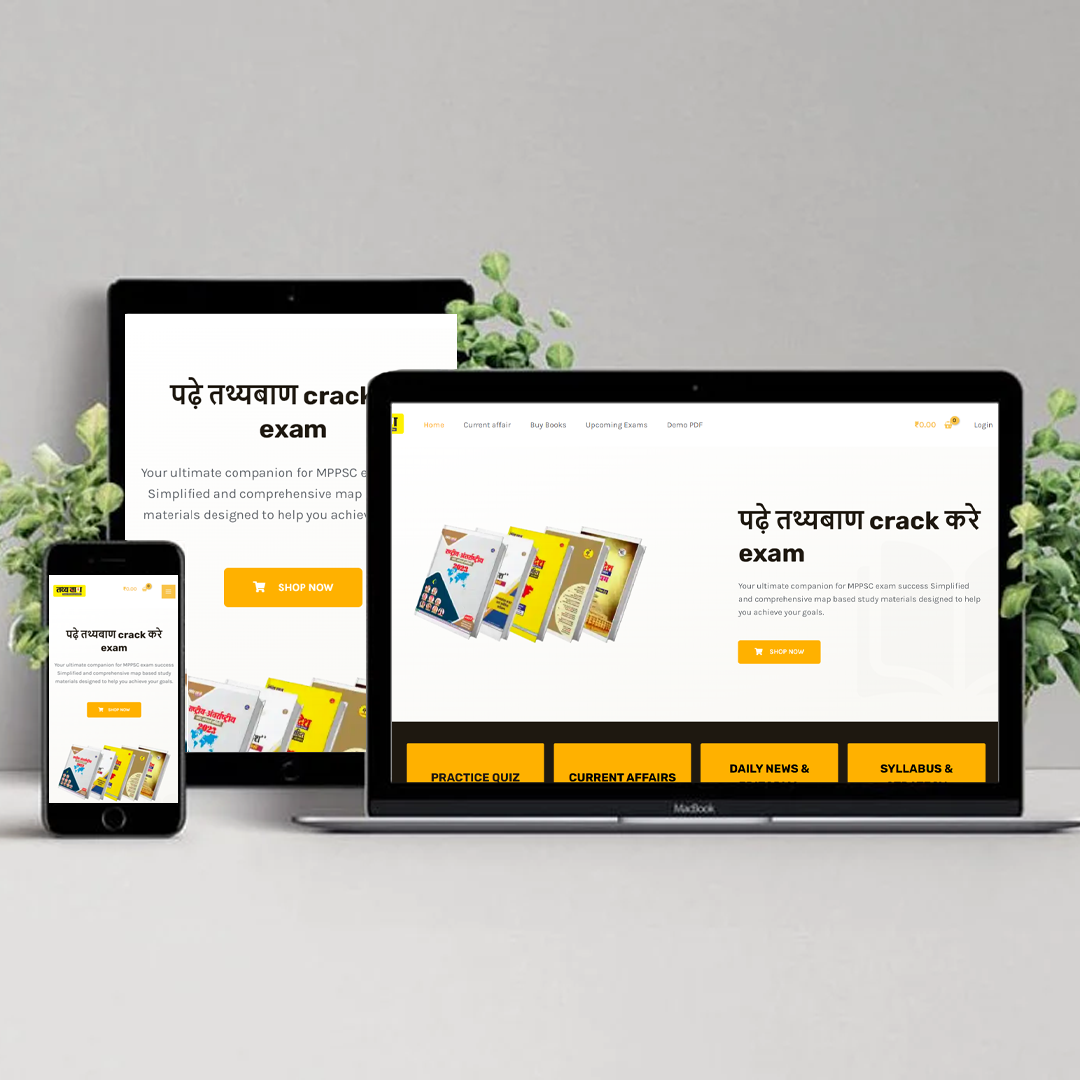 पढ़े तथ्यबाण crack
exam
Your ultimate companion for MPPSC
Simplified and comprehensive map
materials designed to help you
SHOP NOW
राष्ट्रीय-अंतर्राष्ट्रीय
2023
₹0.00
0
पढ़े तथ्यबाण crack करे
exam
Your ultimate companion for MPPSC exam success
Simplified and comprehensive map based study
materials designed to help you achieve your goals.
SHOP NOW
Home Current affair Buy Books Upcoming Exams Demo PDF ₹0.00 0 Login
राष्ट्रीय-अंतर्राष्ट्रीय
2023
पढ़े तथ्यबाण crack करे
exam
Your ultimate companion for MPPSC exam success Simplified
and comprehensive map based study materials designed to help
you achieve your goals.
SHOP NOW
PRACTICE QUIZ
CURRENT AFFAIRS
DAILY NEWS &
SYLLABUS &
MacBook